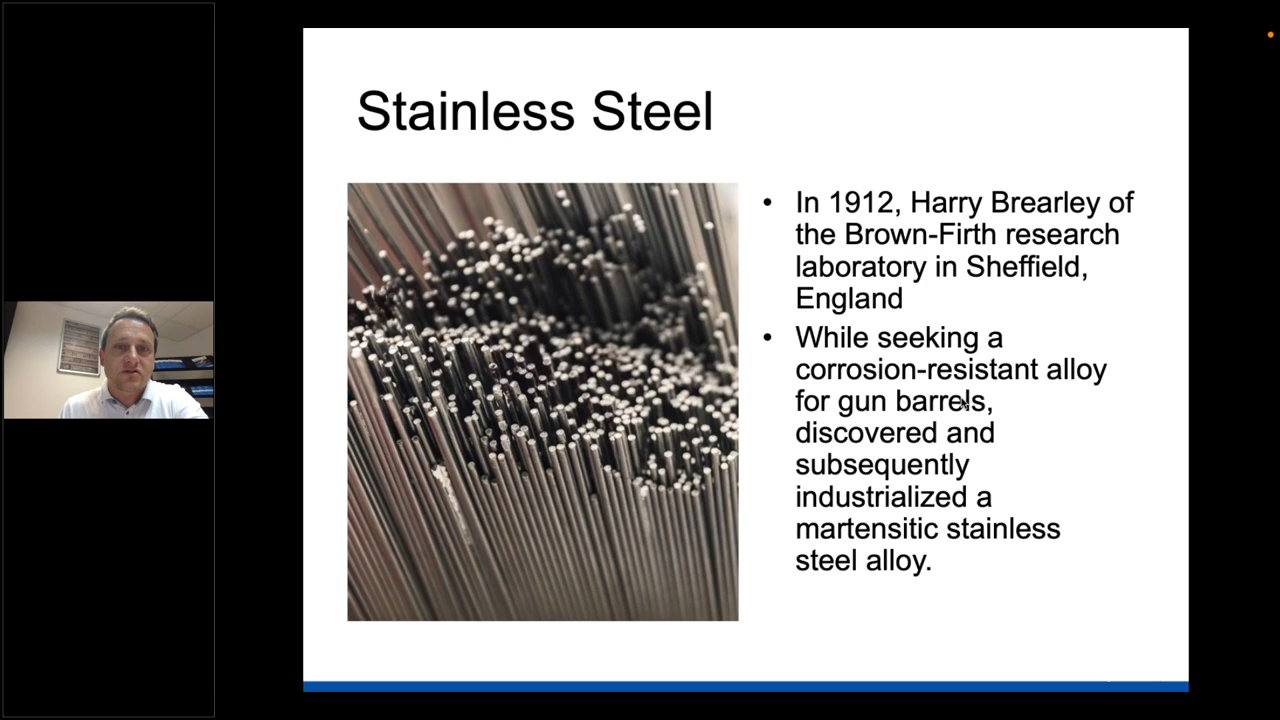 Stainless Steel
• In 1912, Harry Brearley of
the Brown-Firth research
laboratory in Sheffield,
England
• While seeking a
corrosion-resistant alloy
for gun barrels,
discovered and
subsequently
industrialized a
martensitic stainless
steel alloy.